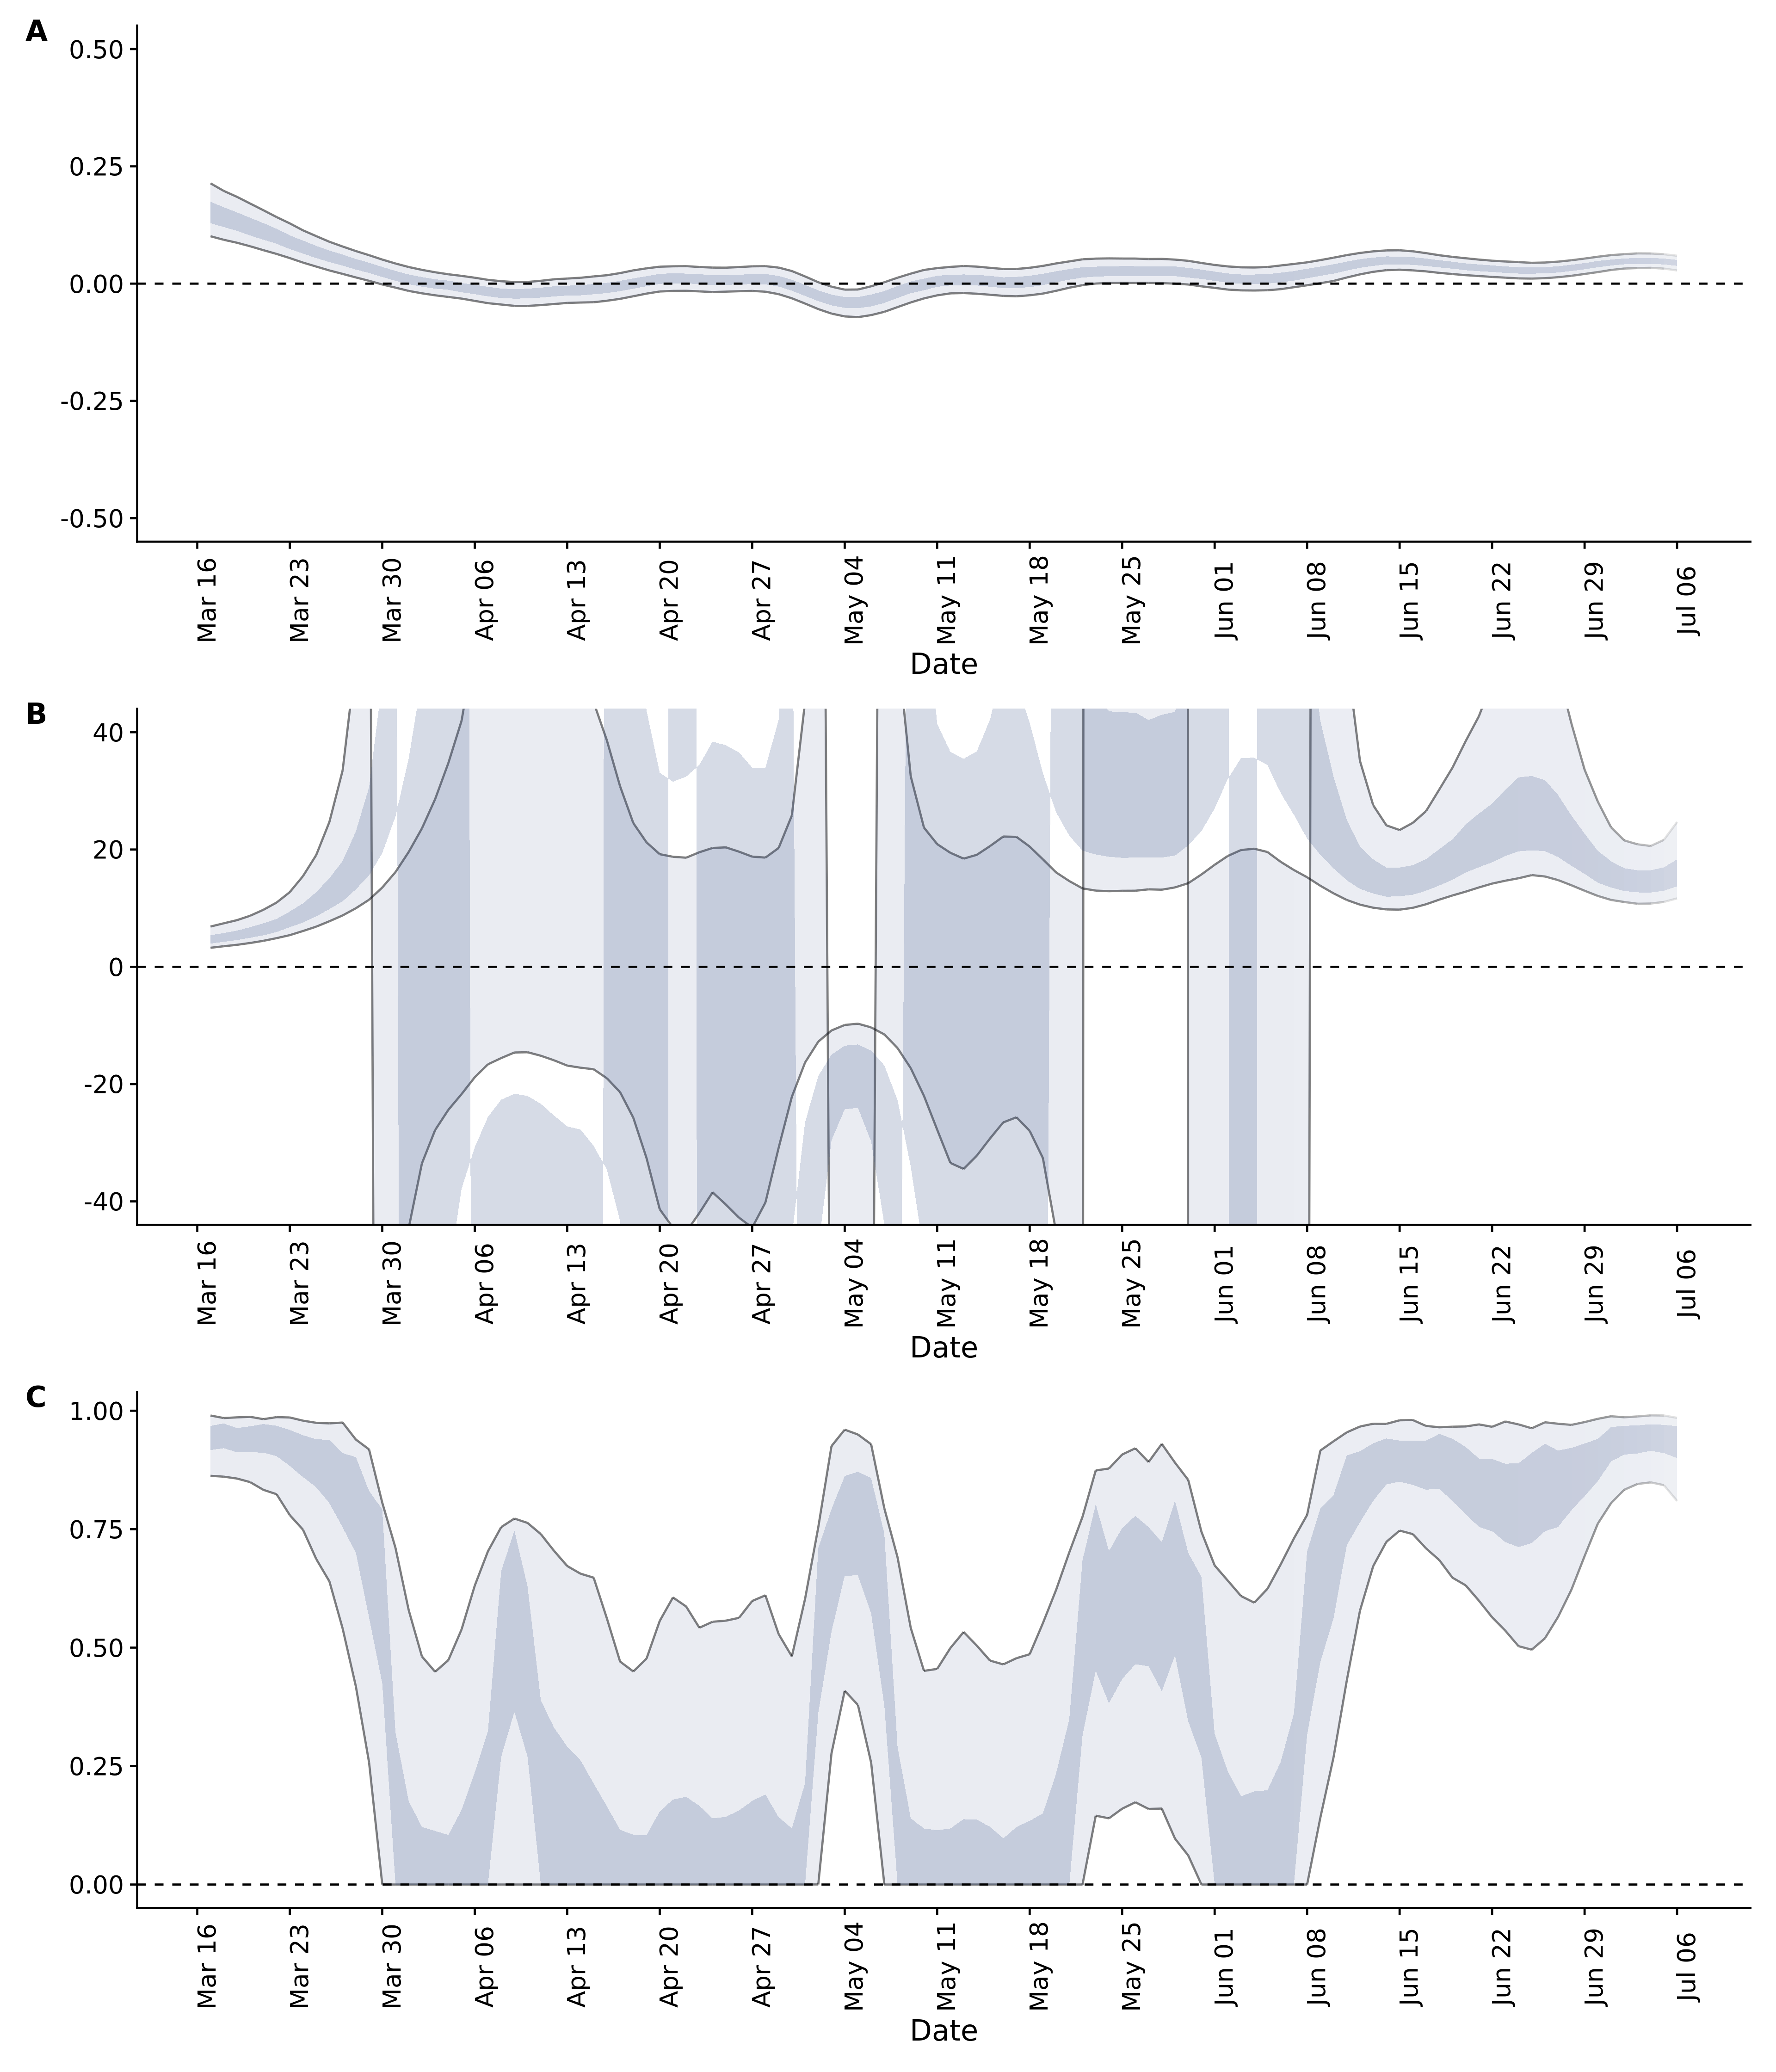 A
0.50
0.25
0.00
-0.25
-0.50
Mar 16
Mar 23
Mar 30
Apr 06
Apr 13
Apr 20
Apr 27
May 04
May 11
May 18
May 25
Jun 01
Jun 08
Jun 15
Jun 22
Jun 29
Jul 06
Date
B
40
20
0
-20
-40
Mar 16
Mar 23
Mar 30
Apr 06
Apr 13
Apr 20
Apr 27
May 04
May 11
May 18
May 25
Jun 01
Jun 08
Jun 15
Jun 22
Jun 29
Jul 06
Date
C
1.00
0.75
0.50
0.25
0.00
Mar 16
Mar 23
Mar 30
Apr 06
Apr 13
Apr 20
Apr 27
May 04
May 11
May 18
May 25
Jun 01
Jun 08
Jun 15
Jun 22
Jun 29
Jul 06
Date